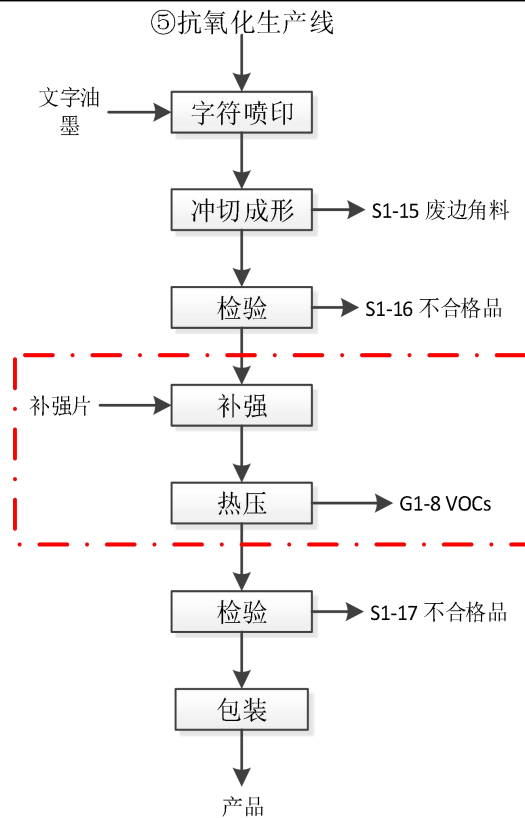 ⑤抗氧化生产线
文字油
墨
字符喷印
冲切成形
S1-15 废边角料
检验
S1-16 不合格品
补强片
补强
热压
G1-8 VOCs
检验
S1-17 不合格品
包装
产品